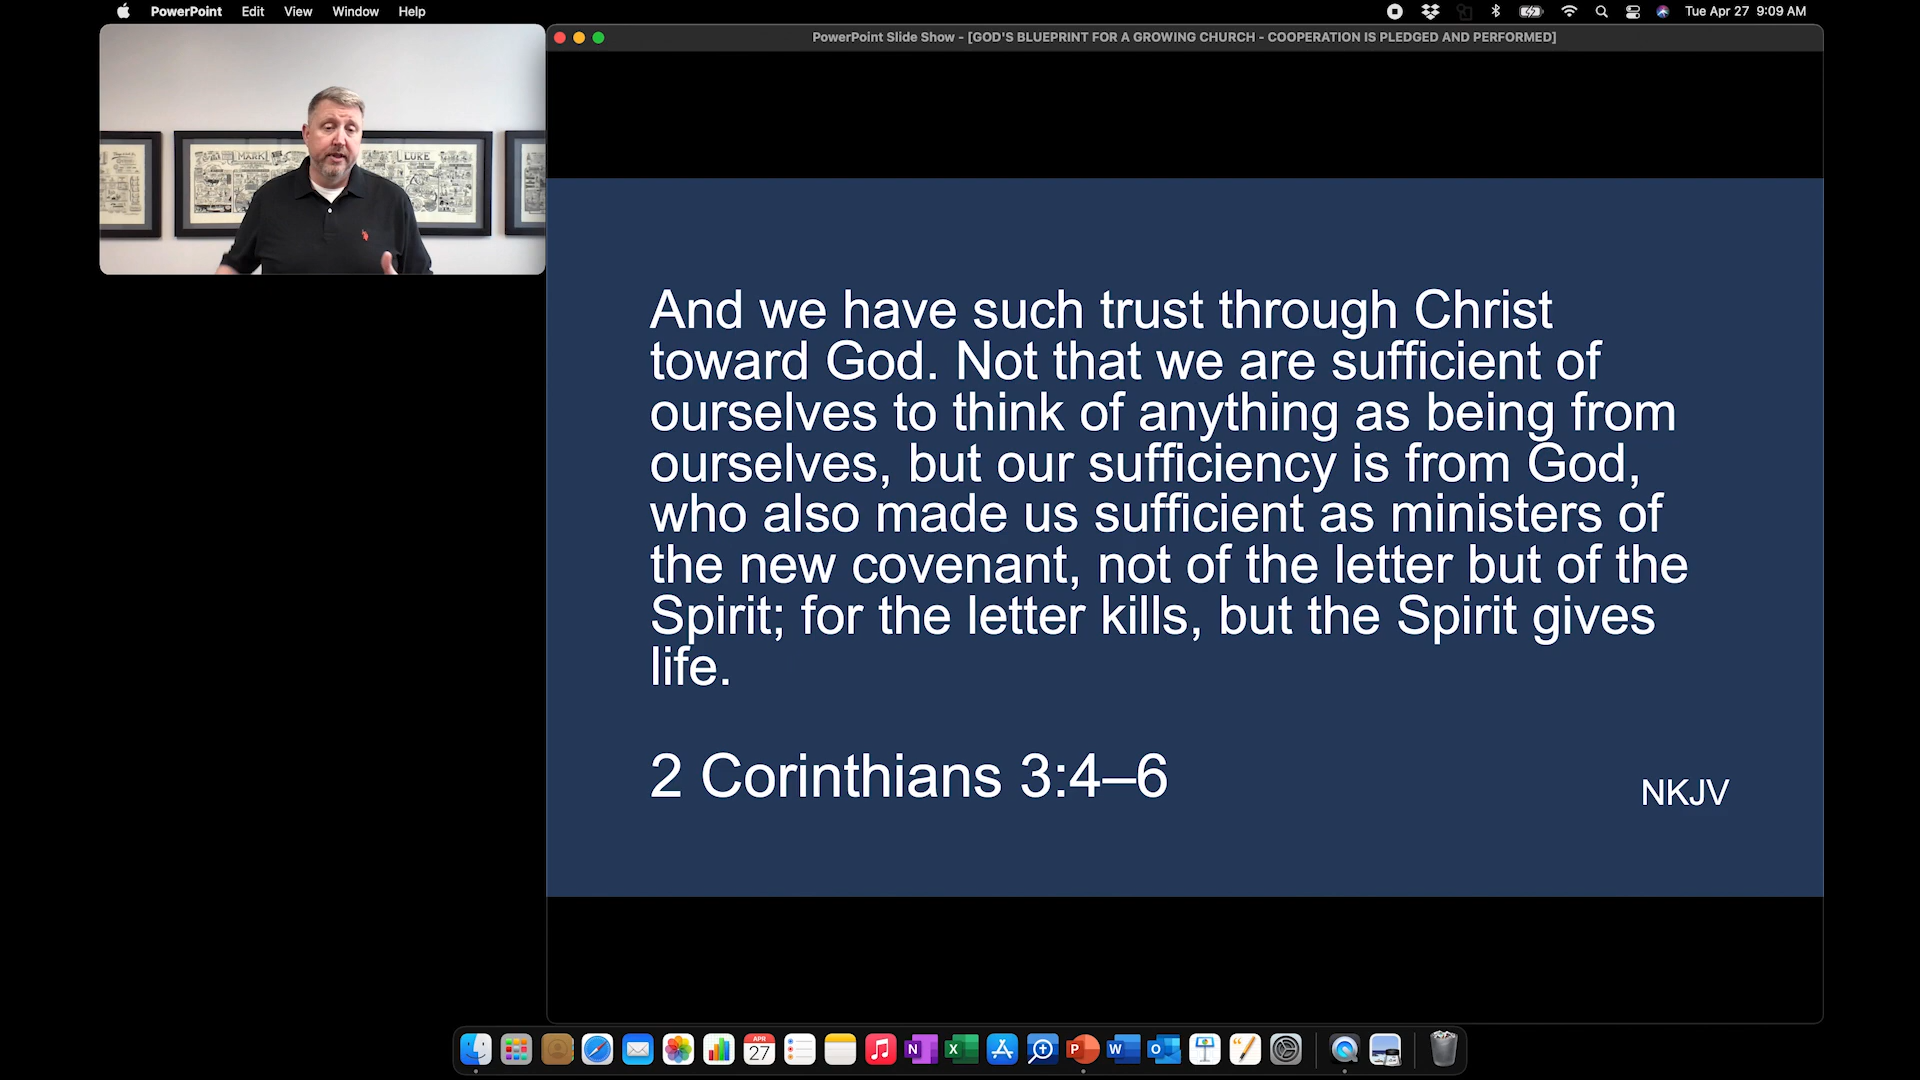 PowerPoint Edit View Window Help
Tue Apr 27 9:09 AM
PowerPoint Slide Show - [GOD'S BLUEPRINT FOR A GROWING CHURCH - COOPERATION IS PLEDGED AND PERFORMED]
MARK LUKE
And we have such trust through Christ
toward God. Not that we are sufficient of
ourselves to think of anything as being from
ourselves, but our sufficiency is from God,
who also made us sufficient as ministers of
the new covenant, not of the letter but of the
Spirit; for the letter kills, but the Spirit gives
life.
2 Corinthians 3:4–6
NKJV
APR
27
N X P W O